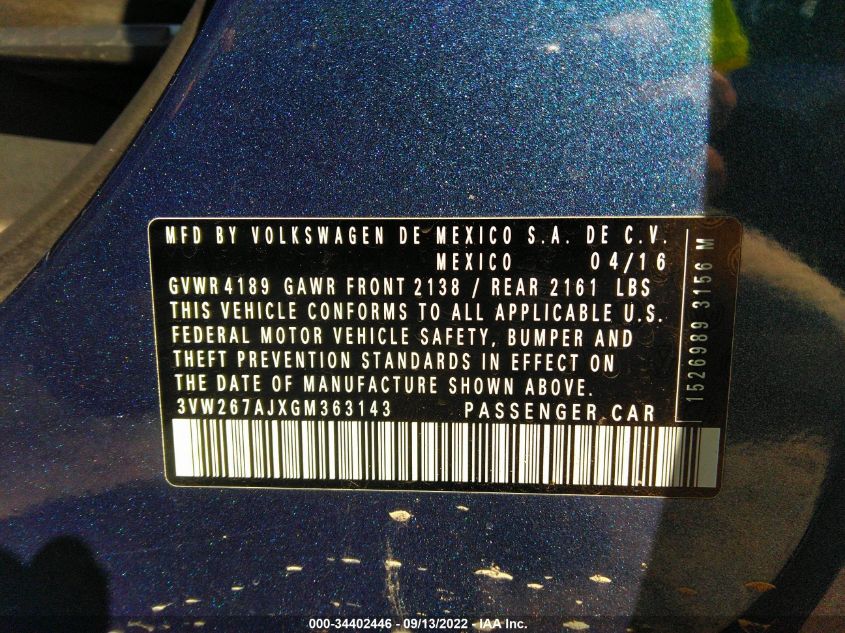 MFD BY VOLKSWAGEN DE MEXICO S.A. DE C.V.
MEXICO 04/16
GVWR 4189 GAWR FRONT 2138 / REAR 2161 LBS
THIS VEHICLE CONFORMS TO ALL APPLICABLE U.S.
FEDERAL MOTOR VEHICLE SAFETY, BUMPER AND
THEFT PREVENTION STANDARDS IN EFFECT ON
THE DATE OF MANUFACTURE SHOWN ABOVE.
3VW267AJXGM363143 PASSENGER CAR
1526989 3156 M
000-34402446 - 09/13/2022 - IAA Inc.